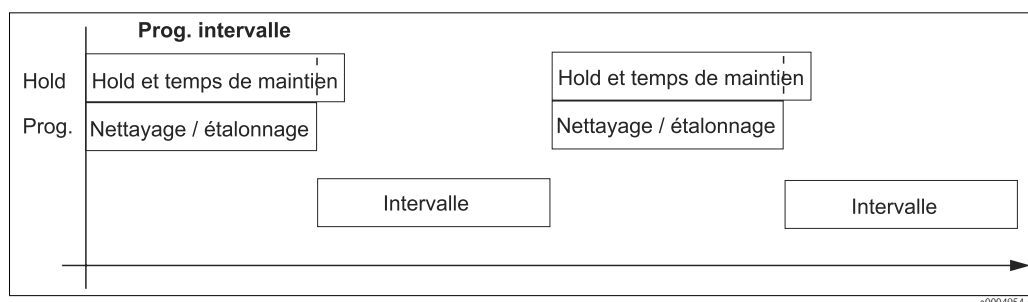 Prog. intervalle
Hold
Hold et temps de maintien
Hold et temps de maintien
Prog.
Nettayage / étalonnage
Nettayage / étalonnage
Intervalle
Intervalle
a0004954